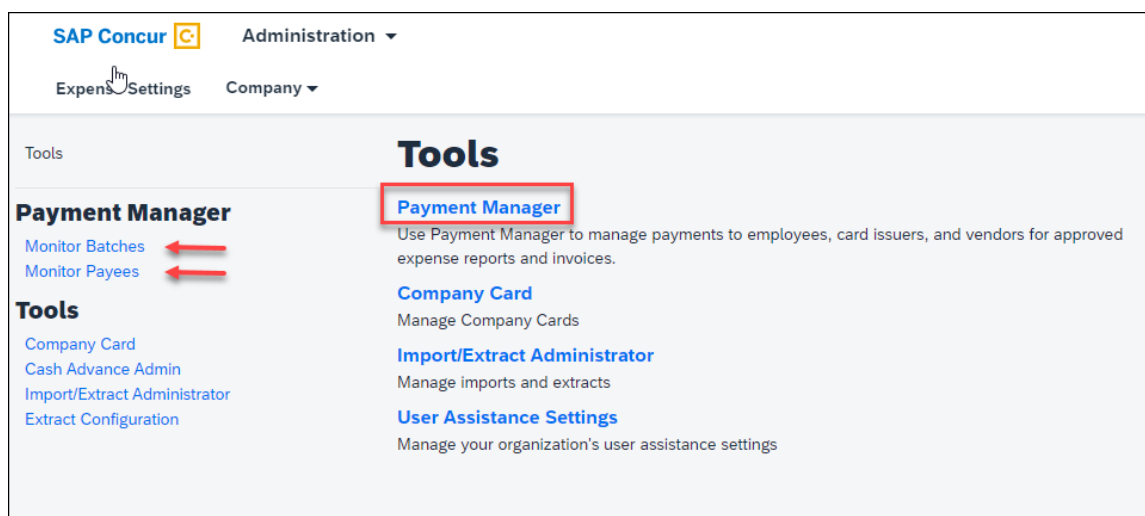 SAP Concur C Administration
Expense Settings Company
Tools
Payment Manager
Monitor Batches
Monitor Payees
Tools
Company Card
Cash Advance Admin
Import/Extract Administrator
Extract Configuration
Tools
Payment Manager
Use Payment Manager to manage payments to employees, card issuers, and vendors for approved
expense reports and invoices.
Company Card
Manage Company Cards
Import/Extract Administrator
Manage imports and extracts
User Assistance Settings
Manage your organization's user assistance settings